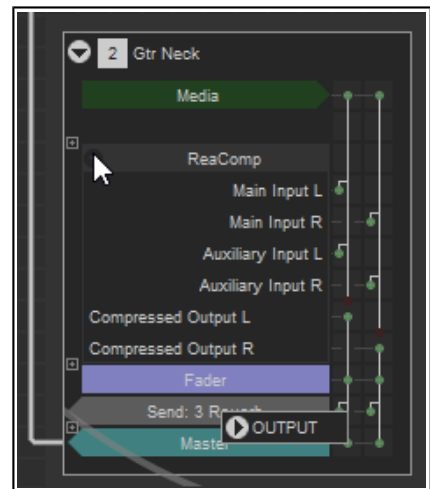 2 Gtr Neck
Media
ReaComp
Main Input L
Main Input R
Auxiliary Input L
Auxiliary Input R
Compressed Output L
Compressed Output R
Fader
Send: 3 Reverb
OUTPUT
Master